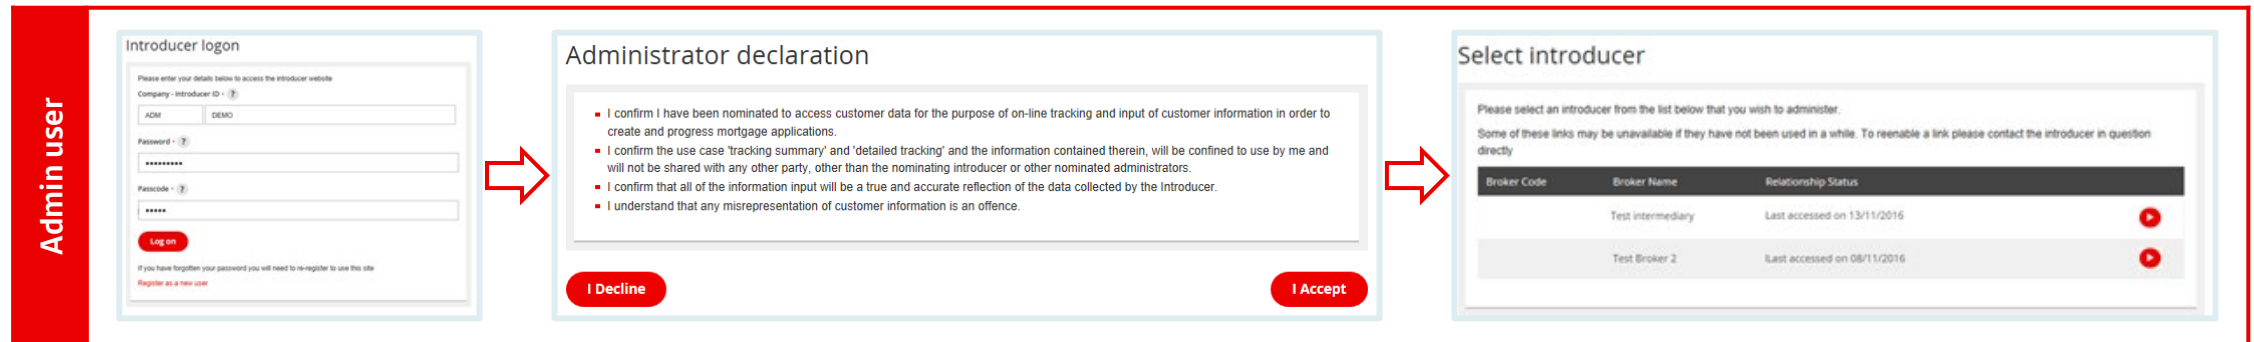 Admin user
Introducer logon
Please enter your details below to access the introducer website
Company - Introducer ID • ?
ADM DEMO
Password • ?
•••••••••
Passcode • ?
•••••
Log on
If you have forgotten your password you will need to re-register to use this site
Register as a new user
Administrator declaration
I confirm I have been nominated to access customer data for the purpose of on-line tracking and input of customer information in order to
create and progress mortgage applications.
I confirm the use case 'tracking summary' and 'detailed tracking' and the information contained therein, will be confined to use by me and
will not be shared with any other party, other than the nominating introducer or other nominated administrators.
I confirm that all of the information input will be a true and accurate reflection of the data collected by the Introducer.
I understand that any misrepresentation of customer information is an offence.
I Decline
I Accept
Select introducer
Please select an introducer from the list below that you wish to administer.
Some of these links may be unavailable if they have not been used in a while. To reenable a link please contact the introducer in question
directly
Broker Code Broker Name Relationship Status
Test intermediary Last accessed on 13/11/2016
Test Broker 2 Last accessed on 08/11/2016